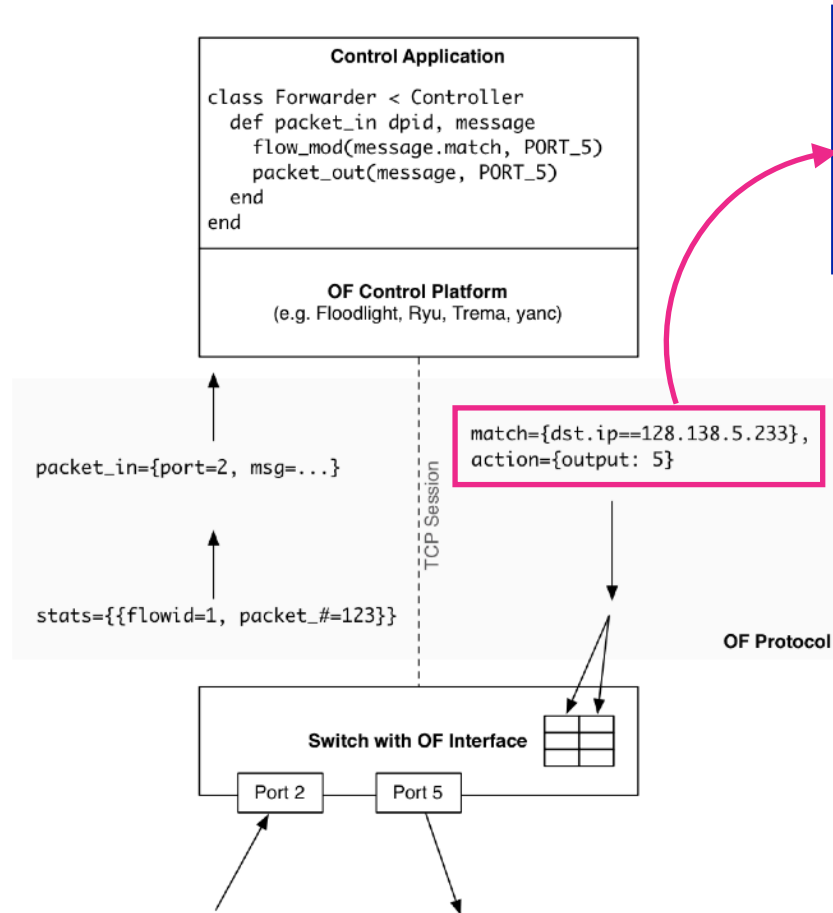 Control Application
class Forwarder < Controller
  def packet_in dpid, message
    flow_mod(message.match, PORT_5)
    packet_out(message, PORT_5)
  end
end
OF Control Platform
(e.g. Floodlight, Ryu, Trema, yanc)
match={dst.ip==128.138.5.233},
action={output: 5}
packet_in={port=2, msg=...}
TCP Session
stats={{flowid=1, packet_#=123}}
OF Protocol
Switch with OF Interface
Port 2
Port 5